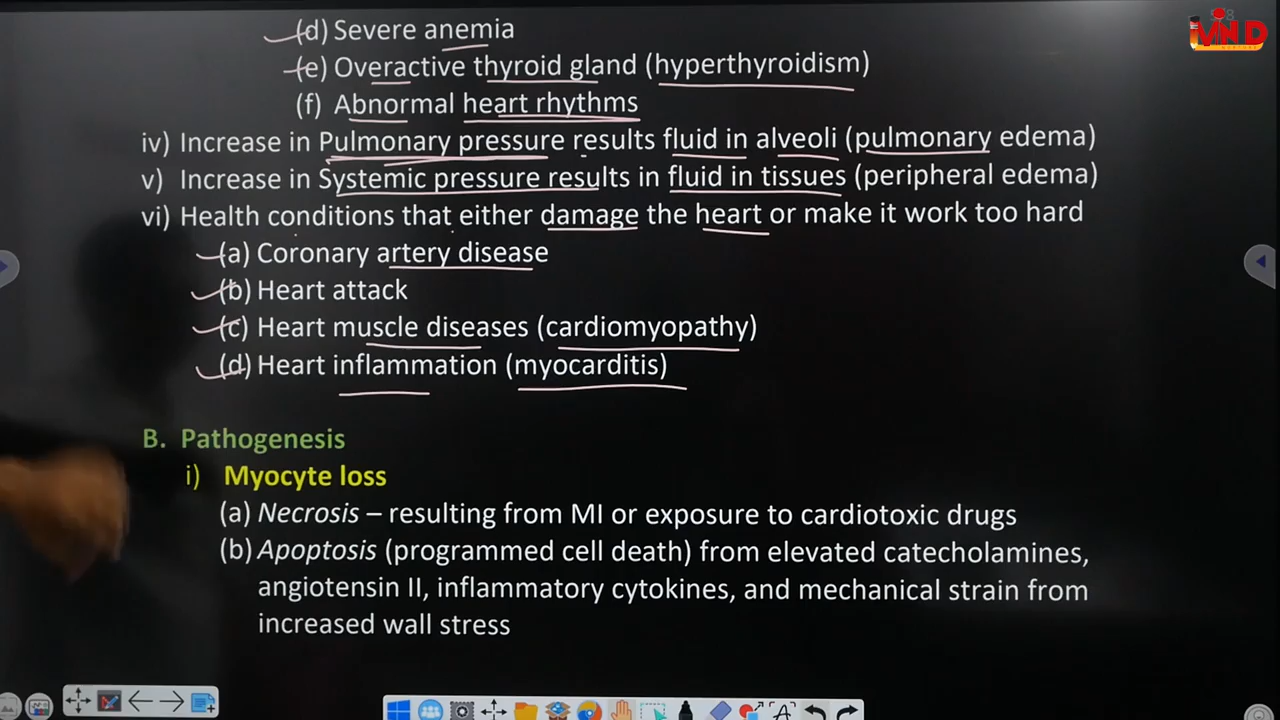 (d) Severe anemia
(e) Overactive thyroid gland (hyperthyroidism)
(f) Abnormal heart rhythms
iv) Increase in Pulmonary pressure results fluid in alveoli (pulmonary edema)
v) Increase in Systemic pressure results in fluid in tissues (peripheral edema)
vi) Health conditions that either damage the heart or make it work too hard
(a) Coronary artery disease
(b) Heart attack
(c) Heart muscle diseases (cardiomyopathy)
(d) Heart inflammation (myocarditis)
B. Pathogenesis
i) Myocyte loss
(a) Necrosis – resulting from MI or exposure to cardiotoxic drugs
(b) Apoptosis (programmed cell death) from elevated catecholamines,
angiotensin II, inflammatory cytokines, and mechanical strain from
increased wall stress